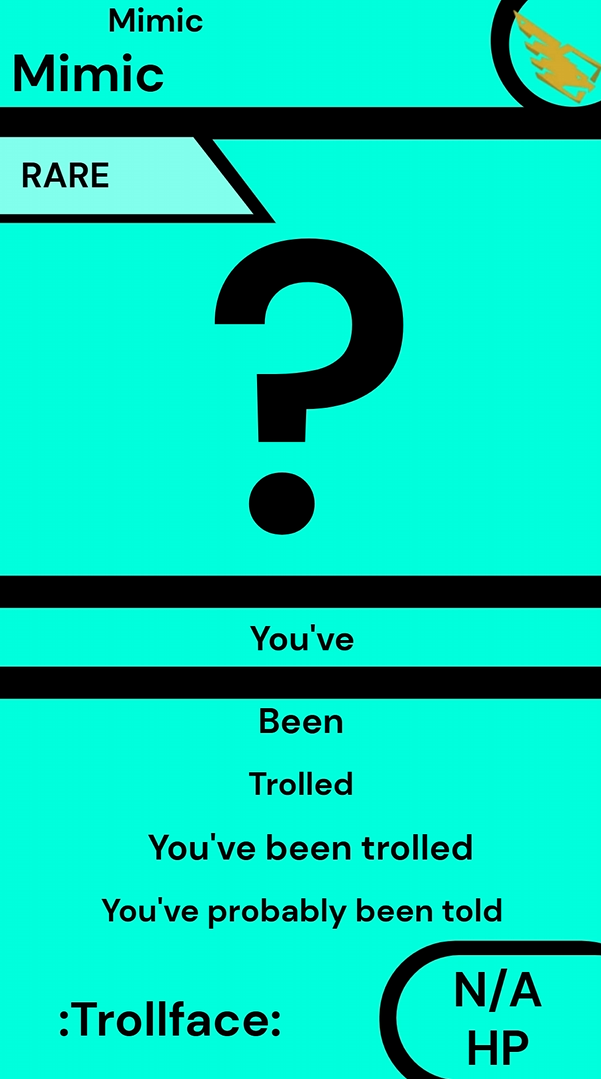 Mimic
Mimic
RARE
?
You've
Been
Trolled
You've been trolled
You've probably been told
:Trollface:
N/A
HP